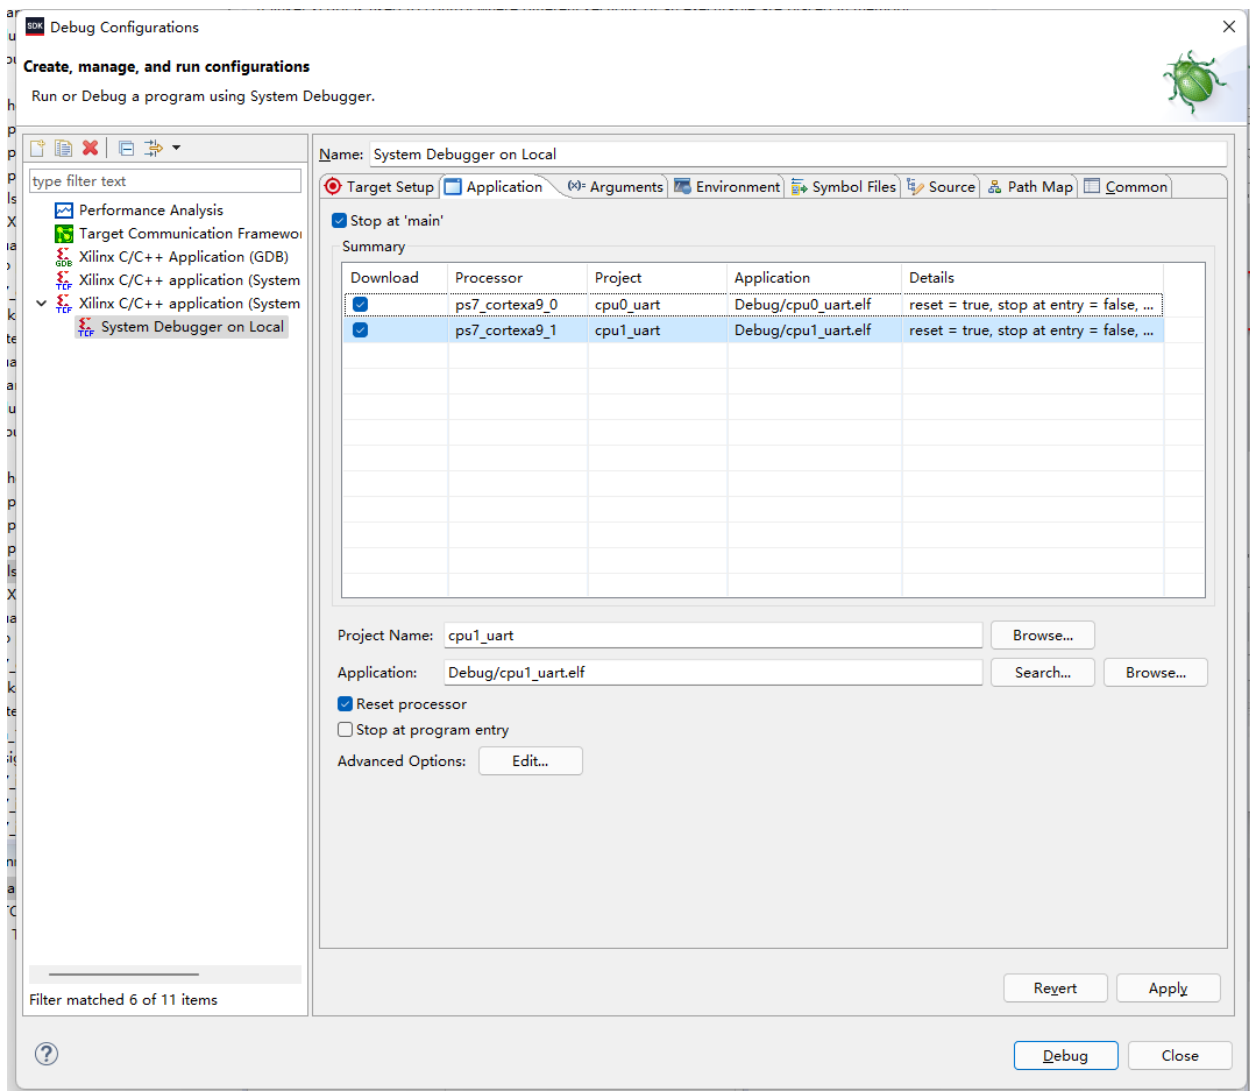 SDK Debug Configurations
Create, manage, and run configurations
Run or Debug a program using System Debugger.
type filter text
Performance Analysis
Target Communication Framewor
GDB Xilinx C/C++ Application (GDB)
TCF Xilinx C/C++ application (System
TCF Xilinx C/C++ application (System
TCF System Debugger on Local
Filter matched 6 of 11 items
Name: System Debugger on Local
Target Setup Application (x)= Arguments Environment Symbol Files Source Path Map Common
Stop at 'main'
Summary
Download Processor Project Application Details
ps7_cortexa9_0 cpu0_uart Debug/cpu0_uart.elf reset = true, stop at entry = false, ...
ps7_cortexa9_1 cpu1_uart Debug/cpu1_uart.elf reset = true, stop at entry = false, ...
Project Name: cpu1_uart Browse...
Application: Debug/cpu1_uart.elf Search... Browse...
Reset processor
Stop at program entry
Advanced Options: Edit...
Revert Apply
? Debug Close